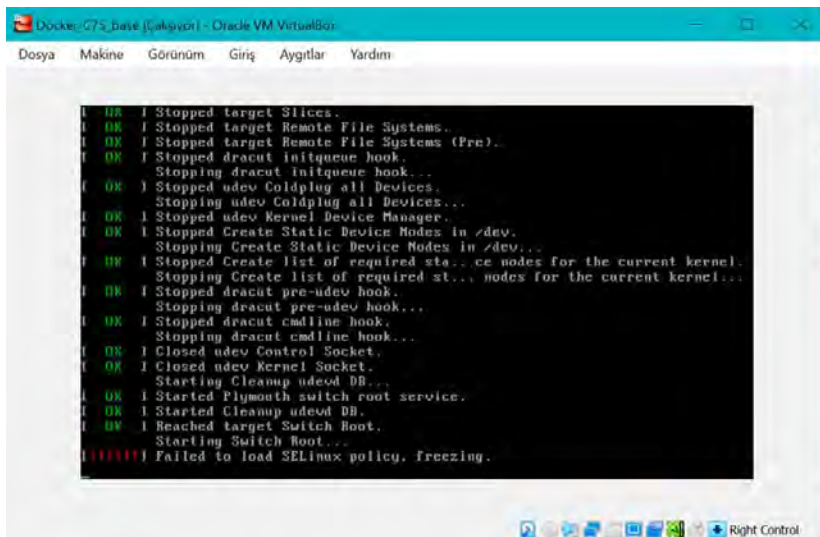 Docker_C7S_base [Çalışıyor] - Oracle VM VirtualBox
Dosya Makine Görünüm Giriş Aygıtlar Yardım
[ OK ] Stopped target Slices.
[ OK ] Stopped target Remote File Systems.
[ OK ] Stopped target Remote File Systems (Pre).
[ OK ] Stopped dracut initqueue hook.
Stopping dracut initqueue hook...
[ OK ] Stopped udev Coldplug all Devices.
Stopping udev Coldplug all Devices...
[ OK ] Stopped udev Kernel Device Manager.
[ OK ] Stopped Create Static Device Nodes in /dev.
Stopping Create Static Device Nodes in /dev...
[ OK ] Stopped Create list of required sta...ce nodes for the current kernel.
Stopping Create list of required st... nodes for the current kernel...
[ OK ] Stopped dracut pre-udev hook.
Stopping dracut pre-udev hook...
[ OK ] Stopped dracut cmdline hook.
Stopping dracut cmdline hook...
[ OK ] Closed udev Control Socket.
[ OK ] Closed udev Kernel Socket.
Starting Cleanup udevd DB...
[ OK ] Started Plymouth switch root service.
[ OK ] Started Cleanup udevd DB.
[ OK ] Reached target Switch Root.
Starting Switch Root...
[!!!!!!] Failed to load SELinux policy, freezing.
Right Control